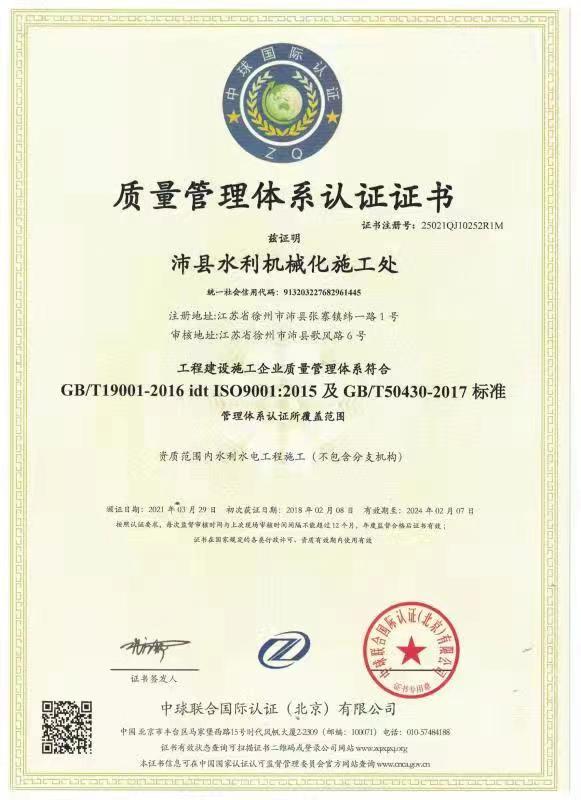 中球国际认证
ZQ
质量管理体系认证证书
证书注册号：25021QJ10252R1M
兹证明
沛县水利机械化施工处
统一社会信用代码：913203227682961445
注册地址:江苏省徐州市沛县张寨镇纬一路1号
审核地址:江苏省徐州市沛县歌风路6号
工程建设施工企业质量管理体系符合
GB/T19001-2016 idt ISO9001:2015 及 GB/T50430-2017 标准
管理体系认证所覆盖范围
资质范围内水利水电工程施工（不包含分支机构）
颁证日期：2021年03月29日 初次获证日期：2018年02月08日 有效期至：2024年02月07日
按照认证要求，每次监督审核时间与上次现场审核时间间隔不能超过12个月，年度监督合格后证书有效；
证书在国家规定的各类行政许可、资质有效期内使用有效
中球联合国际认证(北京)有限公司
证书专用章
证书签发人
中球联合国际认证（北京）有限公司
中国 北京市丰台区马家堡西路15号时代风帆大厦2-2309（邮编：100071）电话：010-57484188
证书有效状态查询可扫描证书二维码或登录公司网站www.zqzqzq.org
本证书信息可在中国国家认证认可监督管理委员会官方网站查询www.cnca.gov.cn